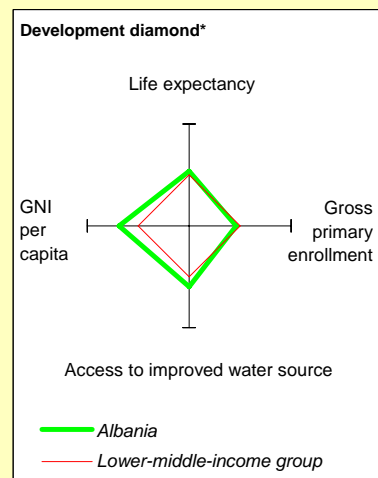 Development diamond*
Life expectancy
GNI
per
capita
Gross
primary
enrollment
Access to improved water source
Albania
Lower-middle-income group